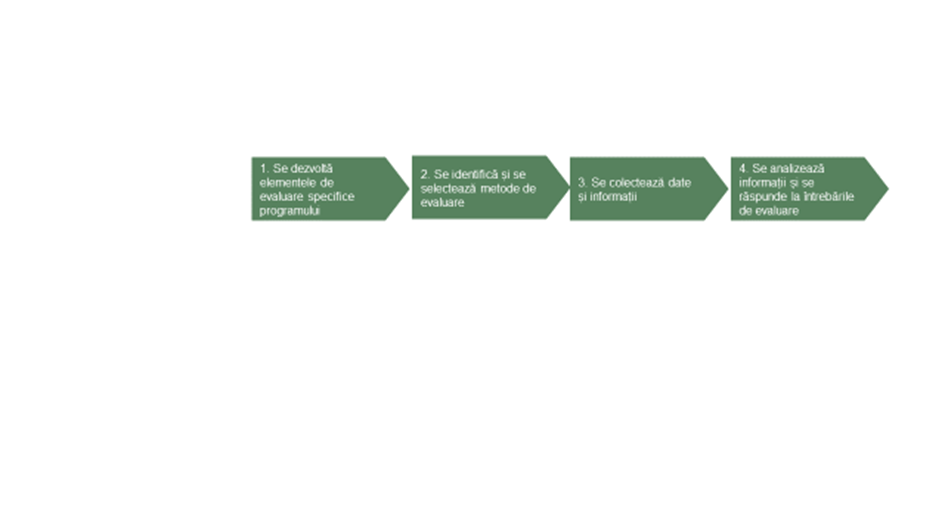 1. Se dezvoltă
elementele de
evaluare specifice
programului
2. Se identifică și se
selectează metode de
evaluare
3. Se colectează date
și informații
4. Se analizează
informații și se
răspunde la întrebările
de evaluare